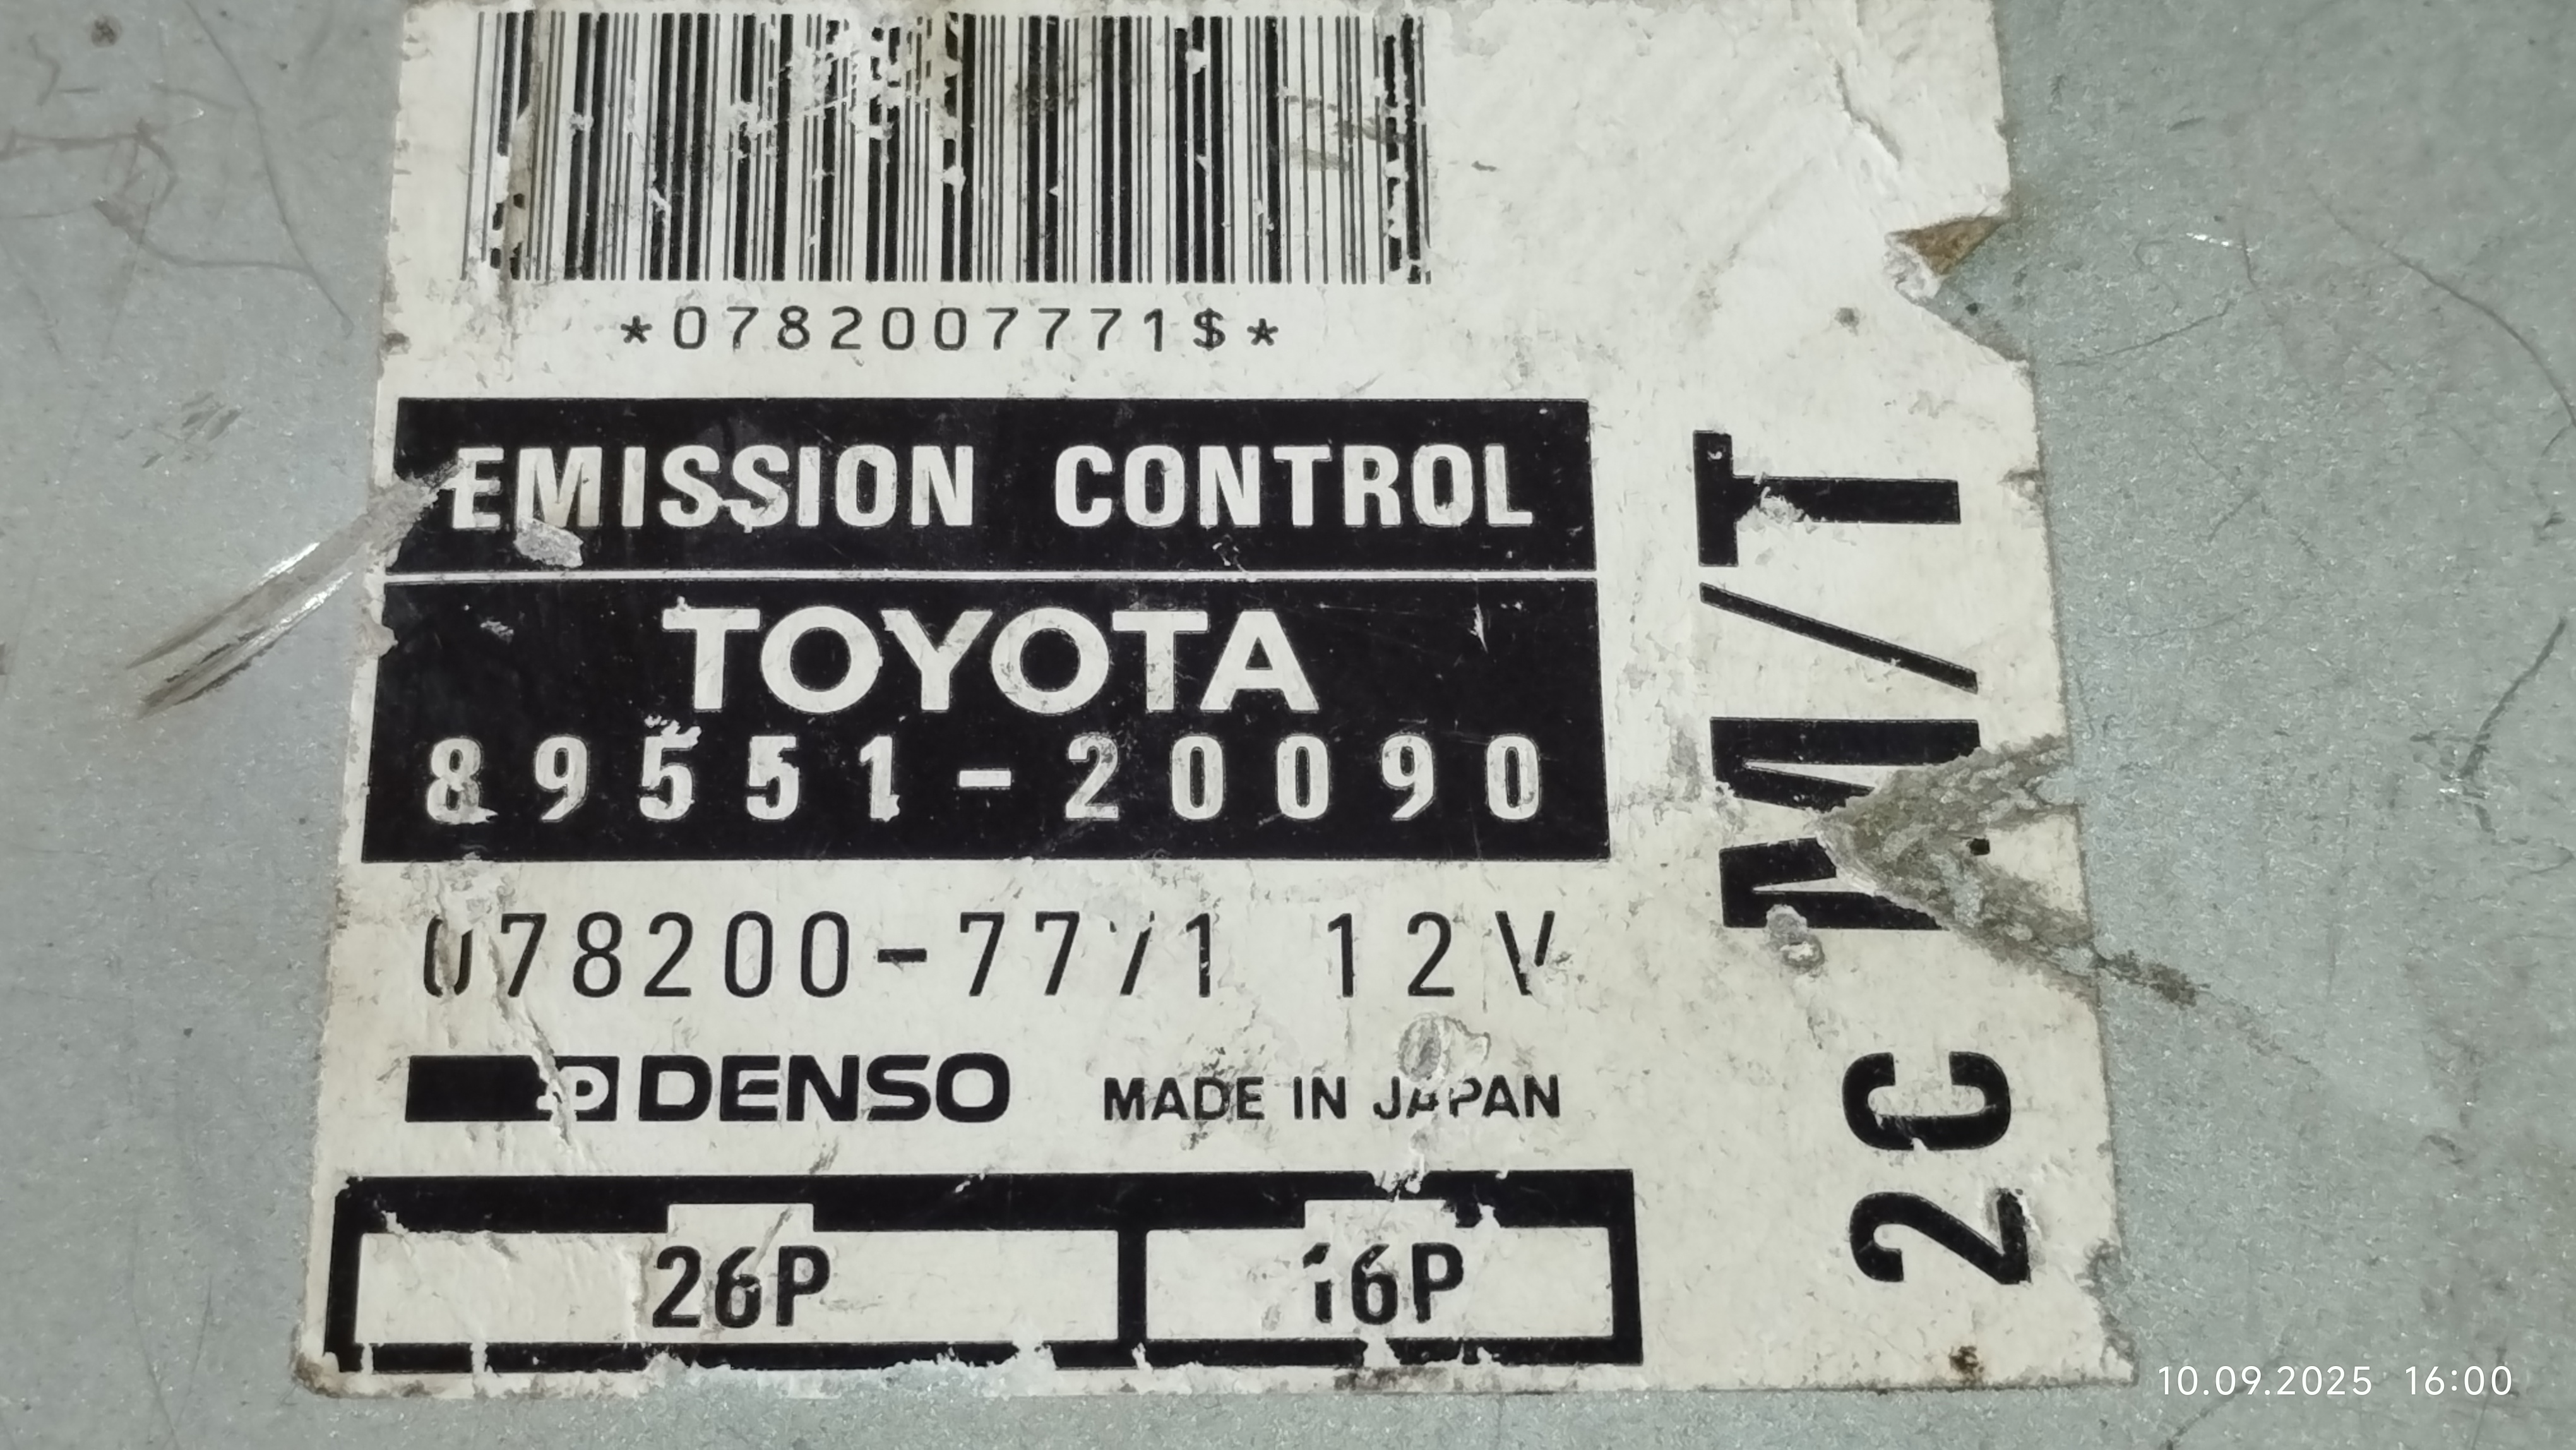 *0782007771$*
EMISSION CONTROL
TOYOTA
89551-20090
078200-7771 12V
DENSO MADE IN JAPAN
26P 16P
2C M/T
10.09.2025 16:00